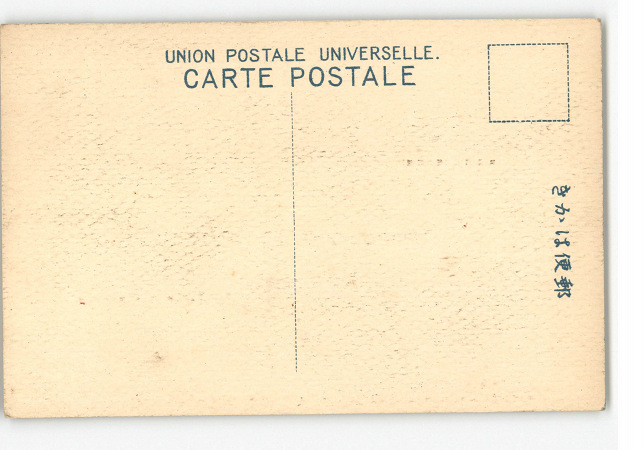 UNION POSTALE UNIVERSELLE.
CARTE POSTALE
郵便はかき